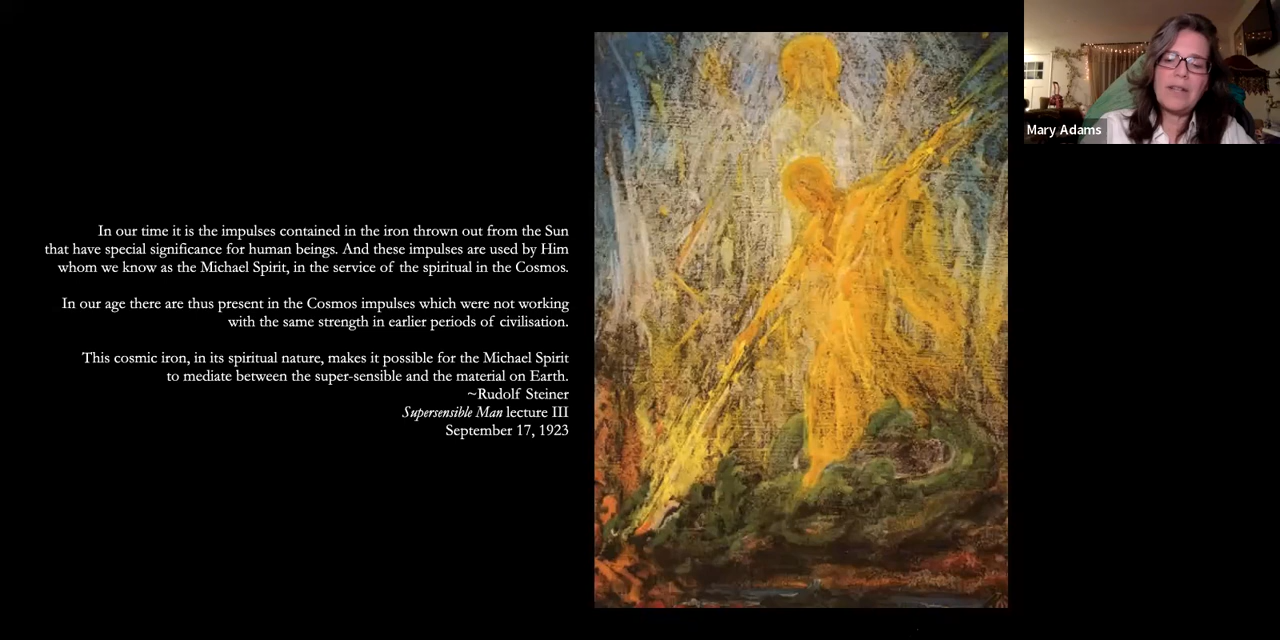 In our time it is the impulses contained in the iron thrown out from the Sun
that have special significance for human beings. And these impulses are used by Him
whom we know as the Michael Spirit, in the service of the spiritual in the Cosmos.
In our age there are thus present in the Cosmos impulses which were not working
with the same strength in earlier periods of civilisation.
This cosmic iron, in its spiritual nature, makes it possible for the Michael Spirit
to mediate between the super-sensible and the material on Earth.
~Rudolf Steiner
Supersensible Man lecture III
September 17, 1923
Mary Adams